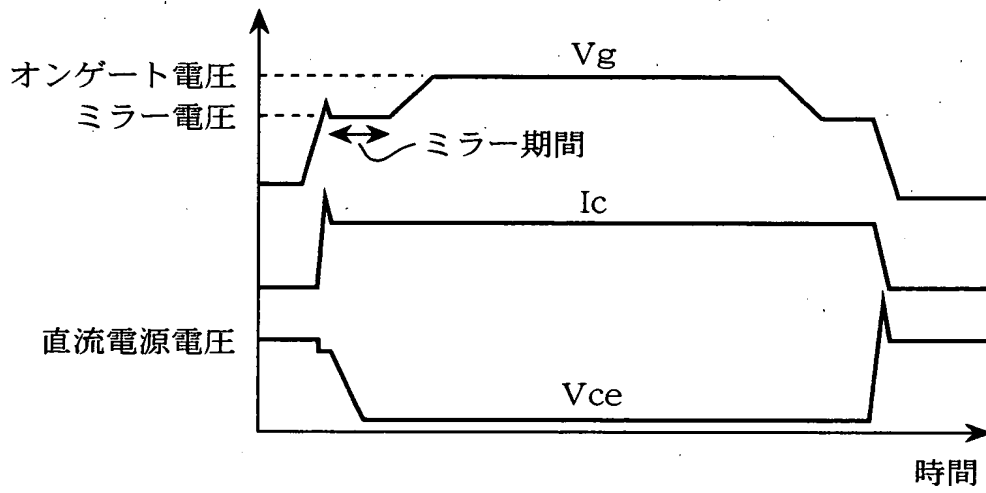 Vg
オンゲート電圧
ミラー電圧
ミラー期間
Ic
直流電源電圧
Vce
時間